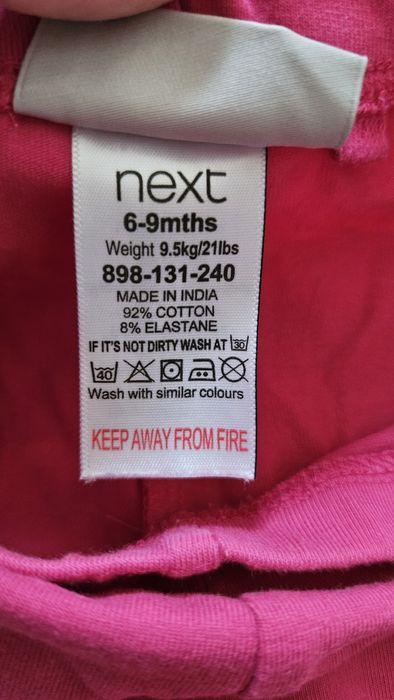 next
6-9mths
Weight 9.5kg/21lbs
898-131-240
MADE IN INDIA
92% COTTON
8% ELASTANE
IF IT'S NOT DIRTY WASH AT 30
40
Wash with similar colours
KEEP AWAY FROM FIRE